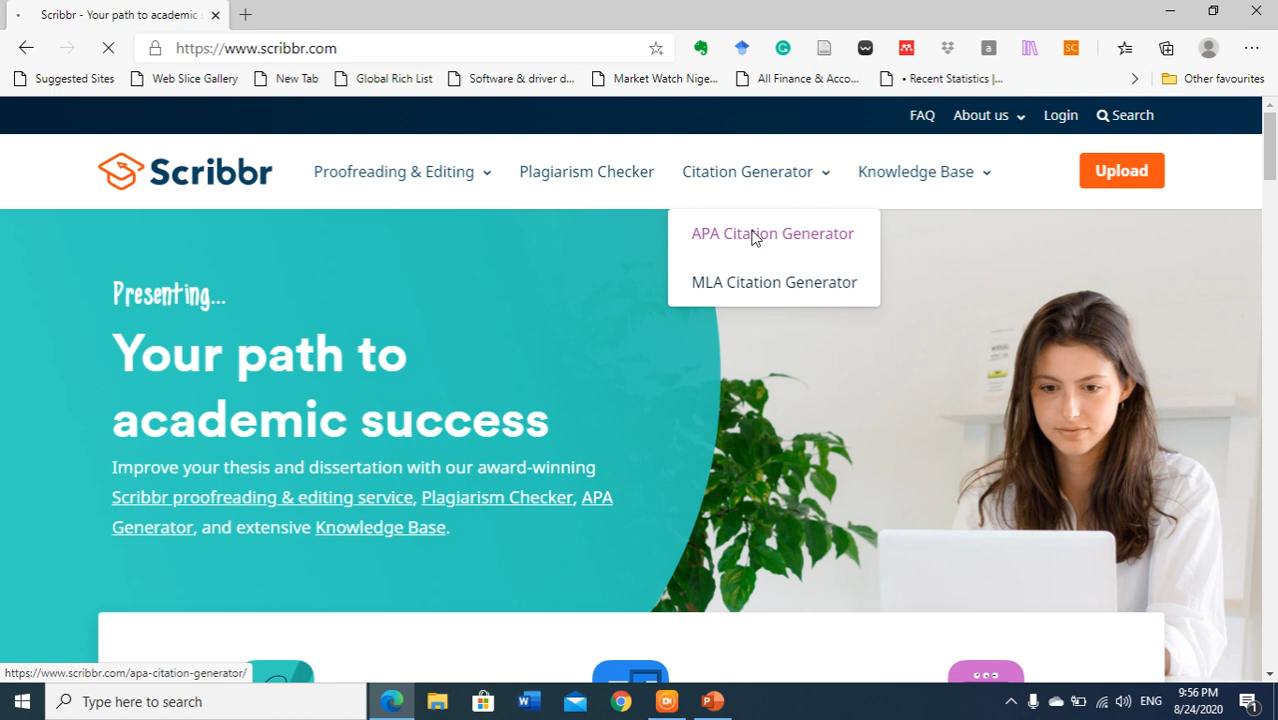 Scribbr - Your path to academic
https://www.scribbr.com
Suggested Sites
Web Slice Gallery
New Tab
Global Rich List
Software & driver d...
Market Watch Nige...
All Finance & Acco...
• Recent Statistics |...
Other favourites
FAQ About us Login Search
Scribbr Proofreading & Editing Plagiarism Checker Citation Generator Knowledge Base Upload
APA Citation Generator
MLA Citation Generator
Presenting...
Your path to
academic success
Improve your thesis and dissertation with our award-winning
Scribbr proofreading & editing service, Plagiarism Checker, APA
Generator, and extensive Knowledge Base.
https://www.scribbr.com/apa-citation-generator/
Type here to search
ENG
9:56 PM
8/24/2020